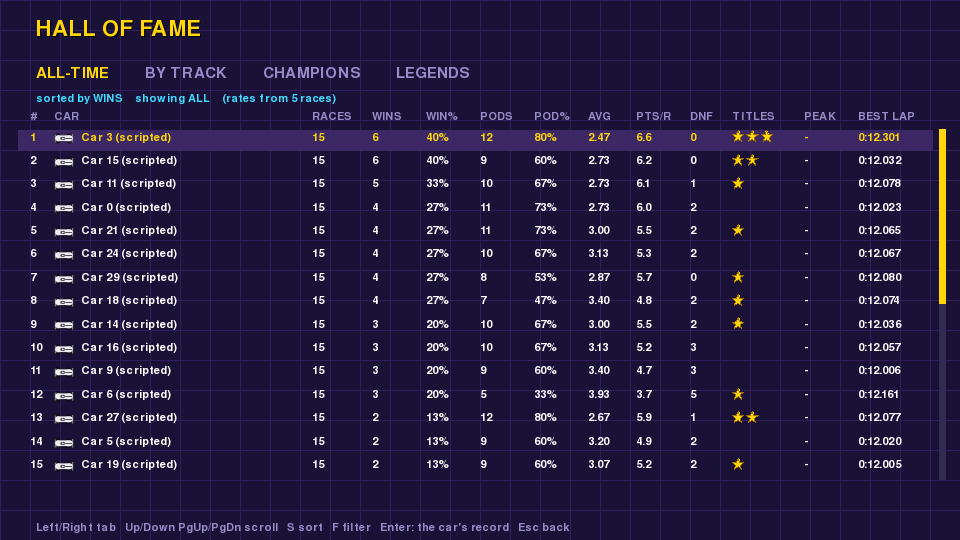 HALL OF FAME
ALL-TIME BY TRACK CHAMPIONS LEGENDS
sorted by WINS showing ALL (rates from 5 races)
# CAR RACES WINS WIN% PODS POD% AVG PTS/R DNF TITLES PEAK BEST LAP
1 Car 3 (scripted) 15 6 40% 12 80% 2.47 6.6 0 ★★★ - 0:12.301
2 Car 15 (scripted) 15 6 40% 9 60% 2.73 6.2 0 ★★ - 0:12.032
3 Car 11 (scripted) 15 5 33% 10 67% 2.73 6.1 1 ★ - 0:12.078
4 Car 0 (scripted) 15 4 27% 11 73% 2.73 6.0 2 - 0:12.023
5 Car 21 (scripted) 15 4 27% 11 73% 3.00 5.5 2 ★ - 0:12.065
6 Car 24 (scripted) 15 4 27% 10 67% 3.13 5.3 2 - 0:12.067
7 Car 29 (scripted) 15 4 27% 8 53% 2.87 5.7 0 ★ - 0:12.080
8 Car 18 (scripted) 15 4 27% 7 47% 3.40 4.8 2 ★ - 0:12.074
9 Car 14 (scripted) 15 3 20% 10 67% 3.00 5.5 2 ★ - 0:12.036
10 Car 16 (scripted) 15 3 20% 10 67% 3.13 5.2 3 - 0:12.057
11 Car 9 (scripted) 15 3 20% 9 60% 3.40 4.7 3 - 0:12.006
12 Car 6 (scripted) 15 3 20% 5 33% 3.93 3.7 5 ★ - 0:12.161
13 Car 27 (scripted) 15 2 13% 12 80% 2.67 5.9 1 ★★ - 0:12.077
14 Car 5 (scripted) 15 2 13% 9 60% 3.20 4.9 2 - 0:12.020
15 Car 19 (scripted) 15 2 13% 9 60% 3.07 5.2 2 ★ - 0:12.005
Left/Right tab Up/Down PgUp/PgDn scroll S sort F filter Enter: the car's record Esc back